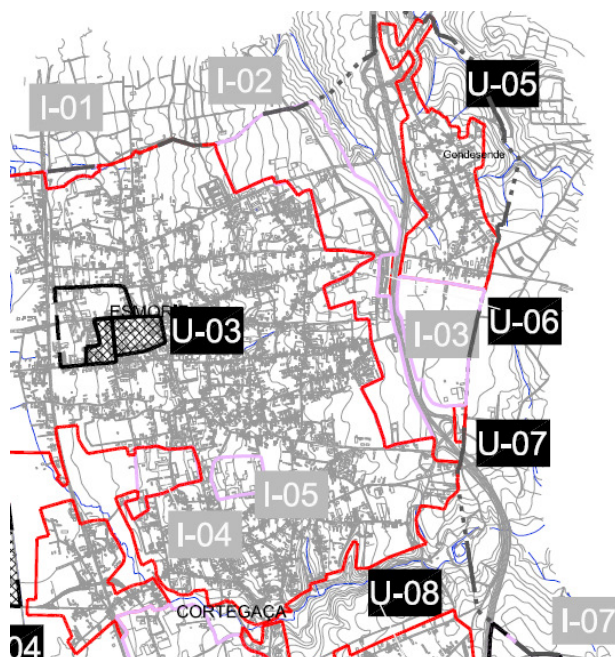 I-02
U-05
I-01
Gondesende
U-03
U-06
I-03
U-07
I-05
I-04
U-08
CORTEGAÇA
I-07
04